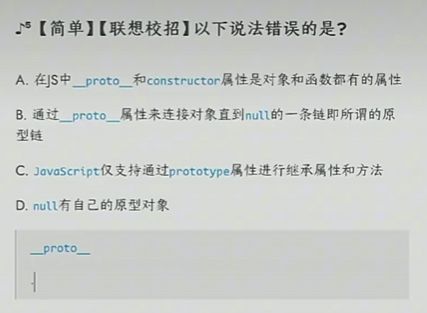 ♪⁵【简单】【联想校招】以下说法错误的是?
A. 在JS中__proto__和constructor属性是对象和函数都有的属性
B. 通过__proto__属性来连接对象直到null的一条链即所谓的原
型链
C. JavaScript仅支持通过prototype属性进行继承属性和方法
D. null有自己的原型对象
__proto__
.